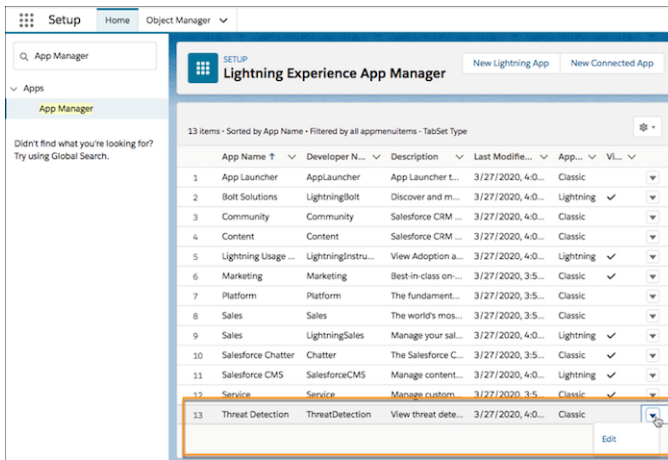 Setup Home Object Manager
App Manager
SETUP
Lightning Experience App Manager
New Lightning App New Connected App
Apps
App Manager
Didn't find what you're looking for?
Try using Global Search.
13 items • Sorted by App Name • Filtered by all appmenuitems - TabSet Type
App Name ↑ Developer N... Description Last Modifie... App... Vi...
1 App Launcher AppLauncher App Launcher t... 3/27/2020, 4:0... Classic
2 Bolt Solutions LightningBolt Discover and m... 3/27/2020, 4:0... Lightning ✓
3 Community Community Salesforce CRM ... 3/27/2020, 4:0... Classic
4 Content Content Salesforce CRM ... 3/27/2020, 4:0... Classic
5 Lightning Usage ... LightningInstru... View Adoption a... 3/27/2020, 4:0... Lightning ✓
6 Marketing Marketing Best-in-class on-... 3/27/2020, 3:5... Classic ✓
7 Platform Platform The fundament... 3/27/2020, 3:5... Classic
8 Sales Sales The world's mos... 3/27/2020, 3:5... Classic
9 Sales LightningSales Manage your sal... 3/27/2020, 4:0... Lightning ✓
10 Salesforce Chatter Chatter The Salesforce C... 3/27/2020, 3:5... Classic ✓
11 Salesforce CMS SalesforceCMS Manage content... 3/27/2020, 4:0... Lightning ✓
12 Service Service Manage custom... 3/27/2020, 3:5... Classic ✓
13 Threat Detection ThreatDetection View threat dete... 3/27/2020, 4:0... Classic
Edit